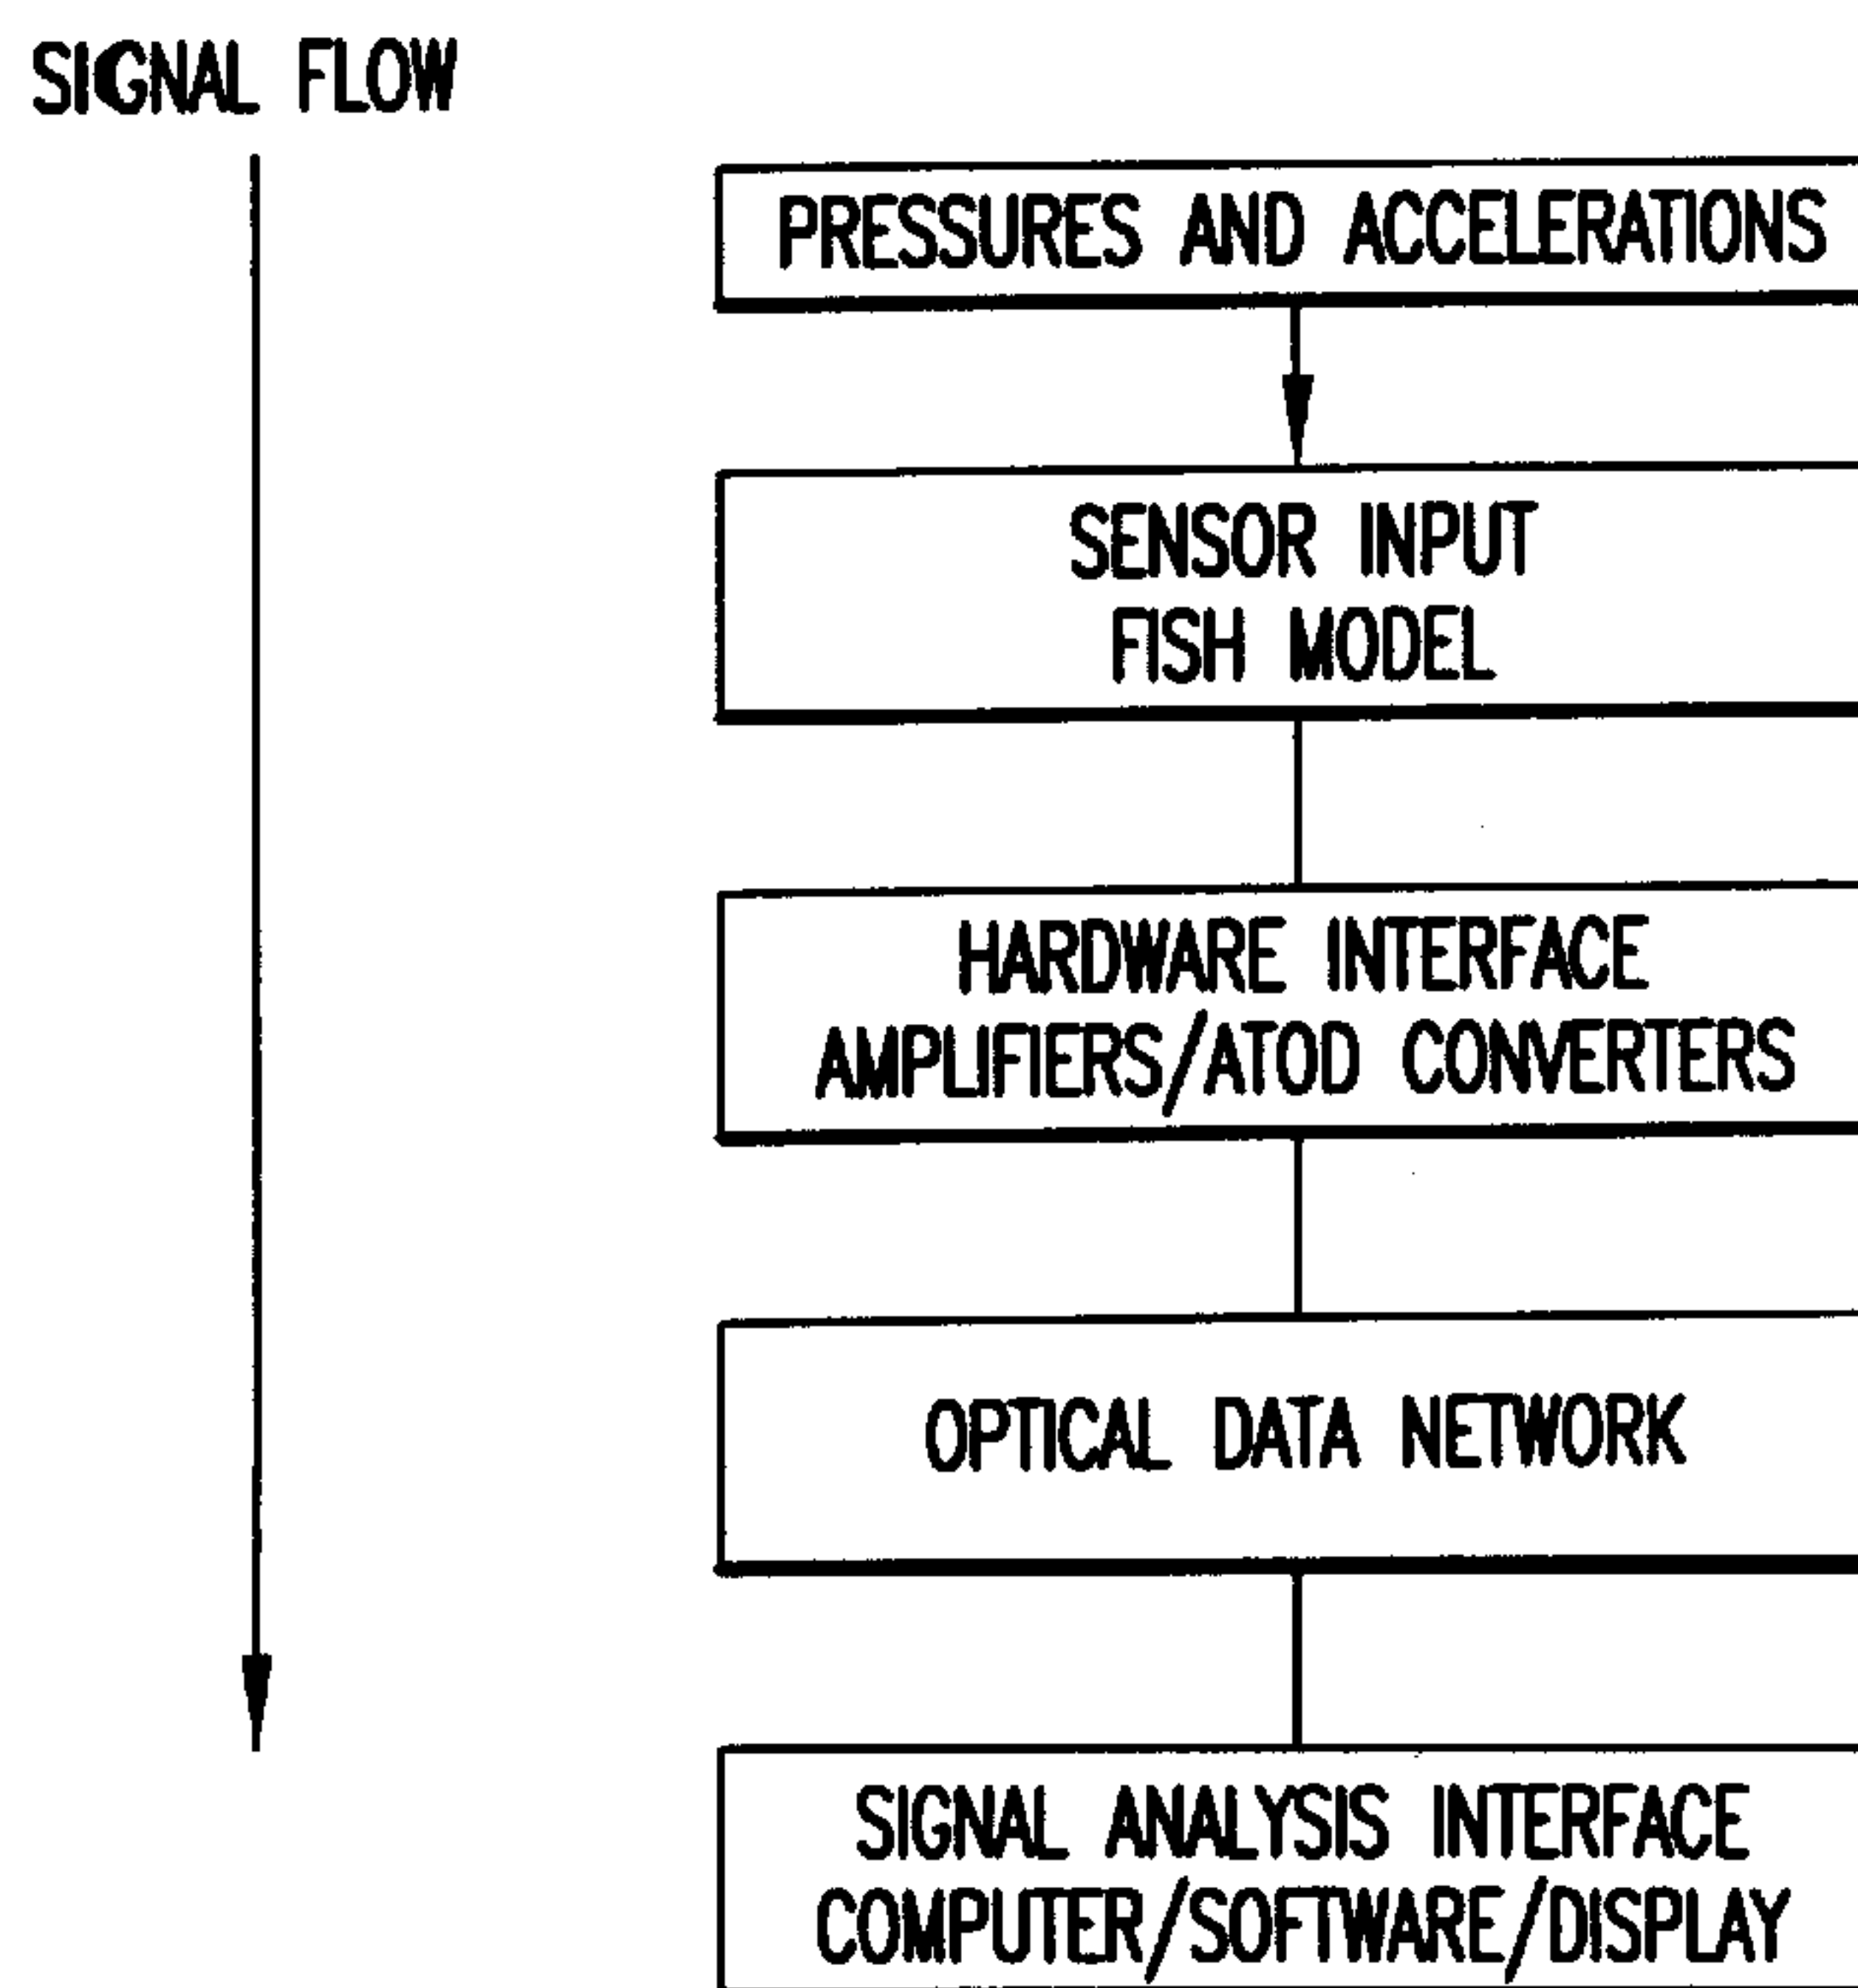 SIGNAL FLOW
PRESSURES AND ACCELERATIONS
SENSOR INPUT
FISH MODEL
HARDWARE INTERFACE
AMPLIFIERS/ATOD CONVERTERS
OPTICAL DATA NETWORK
SIGNAL ANALYSIS INTERFACE
COMPUTER/SOFTWARE/DISPLAY